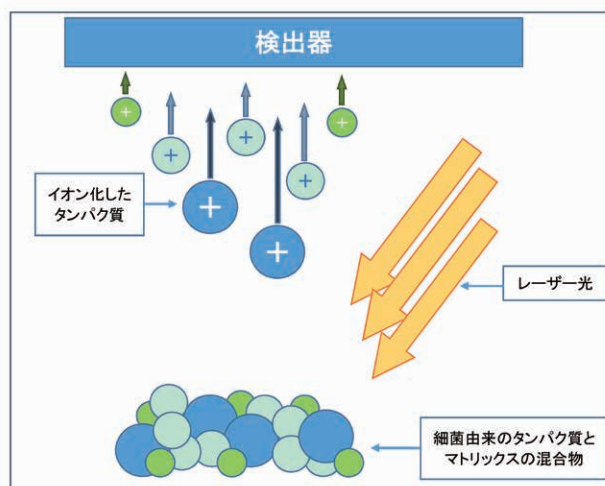 検出器
+ + + + +
+ +
イオン化した
タンパク質
レーザー光
細菌由来のタンパク質と
マトリックスの混合物